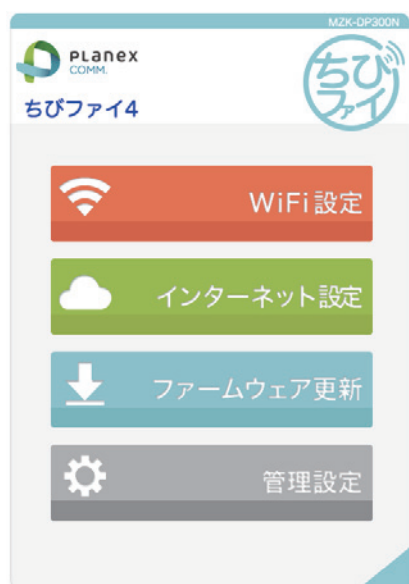 MZK-DP300N
PLANEX
COMM.
ちびファイ4
ちび
ファイ
WiFi設定
インターネット設定
ファームウェア更新
管理設定